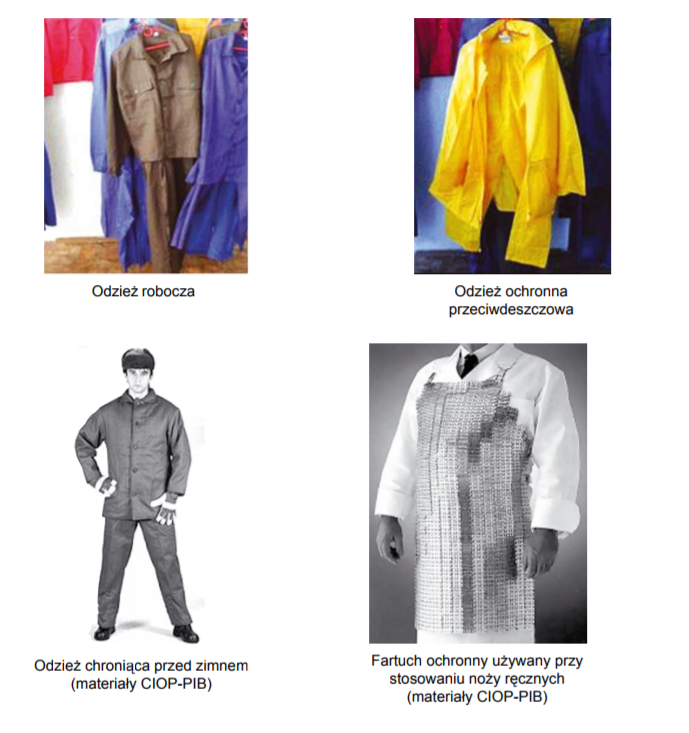 Odzież robocza
Odzież ochronna
przeciwdeszczowa
Odzież chroniąca przed zimnem
(materiały CIOP-PIB)
Fartuch ochronny używany przy
stosowaniu noży ręcznych
(materiały CIOP-PIB)